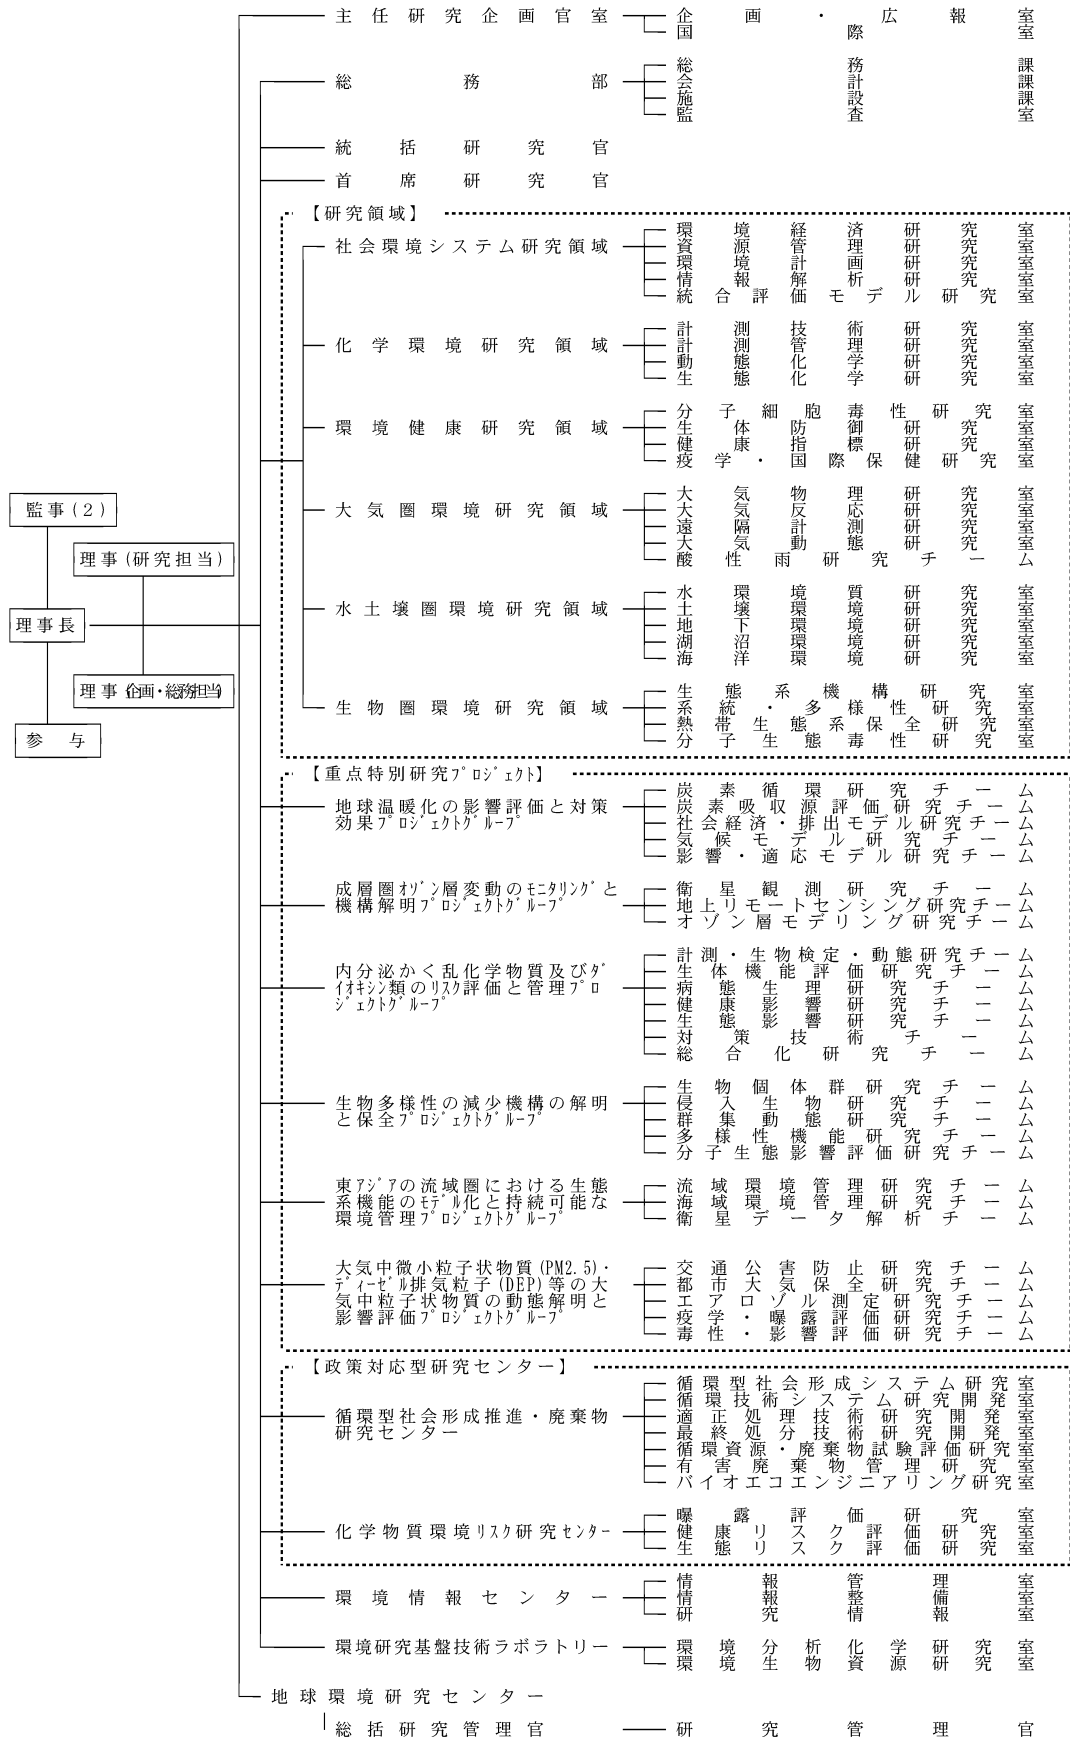 主任研究企画官室
企画・広報室
国際室
総務部
総務課
会計課
施設課
監査室
統括研究官
首席研究官
【研究領域】
社会環境システム研究領域
環境経済研究室
資源管理研究室
環境計画研究室
情報解析研究室
統合評価モデル研究室
化学環境研究領域
計測技術研究室
計測管理研究室
動態化学研究室
生態化学研究室
環境健康研究領域
分子細胞毒性研究室
生体防御研究室
健康指標研究室
疫学・国際保健研究室
大気圏環境研究領域
大気物理研究室
大気反応研究室
遠隔計測研究室
大気動態研究室
酸性雨研究チーム
監事(2)
理事(研究担当)
理事長
理事(企画・総務担当)
参与
水土壌圏環境研究領域
水環境質研究室
土壌環境研究室
地下環境研究室
湖沼環境研究室
海洋環境研究室
生物圏環境研究領域
生態系機構研究室
系統・多様性研究室
熱帯生態系保全研究室
分子生態毒性研究室
【重点特別研究ﾌﾟﾛｼﾞｪｸﾄ】
地球温暖化の影響評価と対策
効果ﾌﾟﾛｼﾞｪｸﾄｸﾞﾙｰﾌﾟ
炭素循環研究チーム
炭素吸収源評価研究チーム
社会経済・排出モデル研究チーム
気候モデル研究チーム
影響・適応モデル研究チーム
成層圏ｵｿﾞﾝ層変動のﾓﾆﾀﾘﾝｸﾞと
機構解明ﾌﾟﾛｼﾞｪｸﾄｸﾞﾙｰﾌﾟ
衛星観測研究チーム
地上リモートセンシング研究チーム
オゾン層モデリング研究チーム
内分泌かく乱化学物質及びﾀﾞ
ｲｵｷｼﾝ類のﾘｽｸ評価と管理ﾌﾟﾛ
ｼﾞｪｸﾄｸﾞﾙｰﾌﾟ
計測・生物検定・動態研究チーム
生体機能評価研究チーム
病態生理研究チーム
健康影響研究チーム
生態影響研究チーム
対策技術チーム
総合化研究チーム
生物多様性の減少機構の解明
と保全ﾌﾟﾛｼﾞｪｸﾄｸﾞﾙｰﾌﾟ
生物個体群研究チーム
侵入生物研究チーム
群集動態研究チーム
多様性機能研究チーム
分子生態影響評価研究チーム
東ｱｼﾞｱの流域圏における生態
系機能のﾓﾃﾞﾙ化と持続可能な
環境管理ﾌﾟﾛｼﾞｪｸﾄｸﾞﾙｰﾌﾟ
流域環境管理研究チーム
海域環境管理研究チーム
衛星データ解析チーム
大気中微小粒子状物質(PM2.5)・
ﾃﾞｨｰｾﾞﾙ排気粒子(DEP)等の大
気中粒子状物質の動態解明と
影響評価ﾌﾟﾛｼﾞｪｸﾄｸﾞﾙｰﾌﾟ
交通公害防止研究チーム
都市大気保全研究チーム
エアロゾル測定研究チーム
疫学・曝露評価研究チーム
毒性・影響評価研究チーム
【政策対応型研究センター】
循環型社会形成推進・廃棄物
研究センター
循環型社会形成システム研究室
循環技術システム研究開発室
適正処理技術研究開発室
最終処分技術研究開発室
循環資源・廃棄物試験評価研究室
有害廃棄物管理研究室
バイオエコエンジニアリング研究室
化学物質環境ﾘｽｸ研究ｾﾝﾀｰ
曝露評価研究室
健康リスク評価研究室
生態リスク評価研究室
環境情報センター
情報管理室
情報整備室
研究情報室
環境研究基盤技術ラボラトリー
環境分析化学研究室
環境生物資源研究室
地球環境研究センター
総括研究管理官
研究管理官